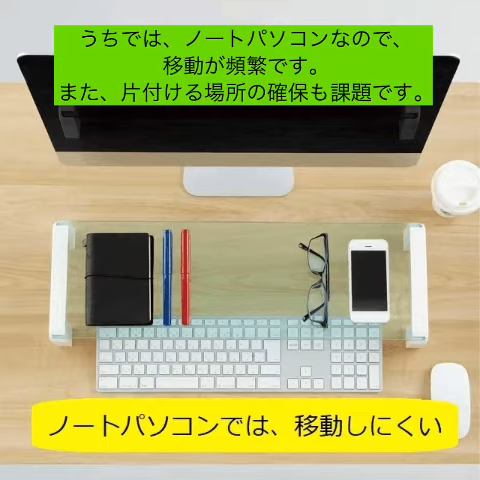 うちでは、ノートパソコンなので、
移動が頻繁です。
また、片付ける場所の確保も課題です。
ノートパソコンでは、移動しにくい